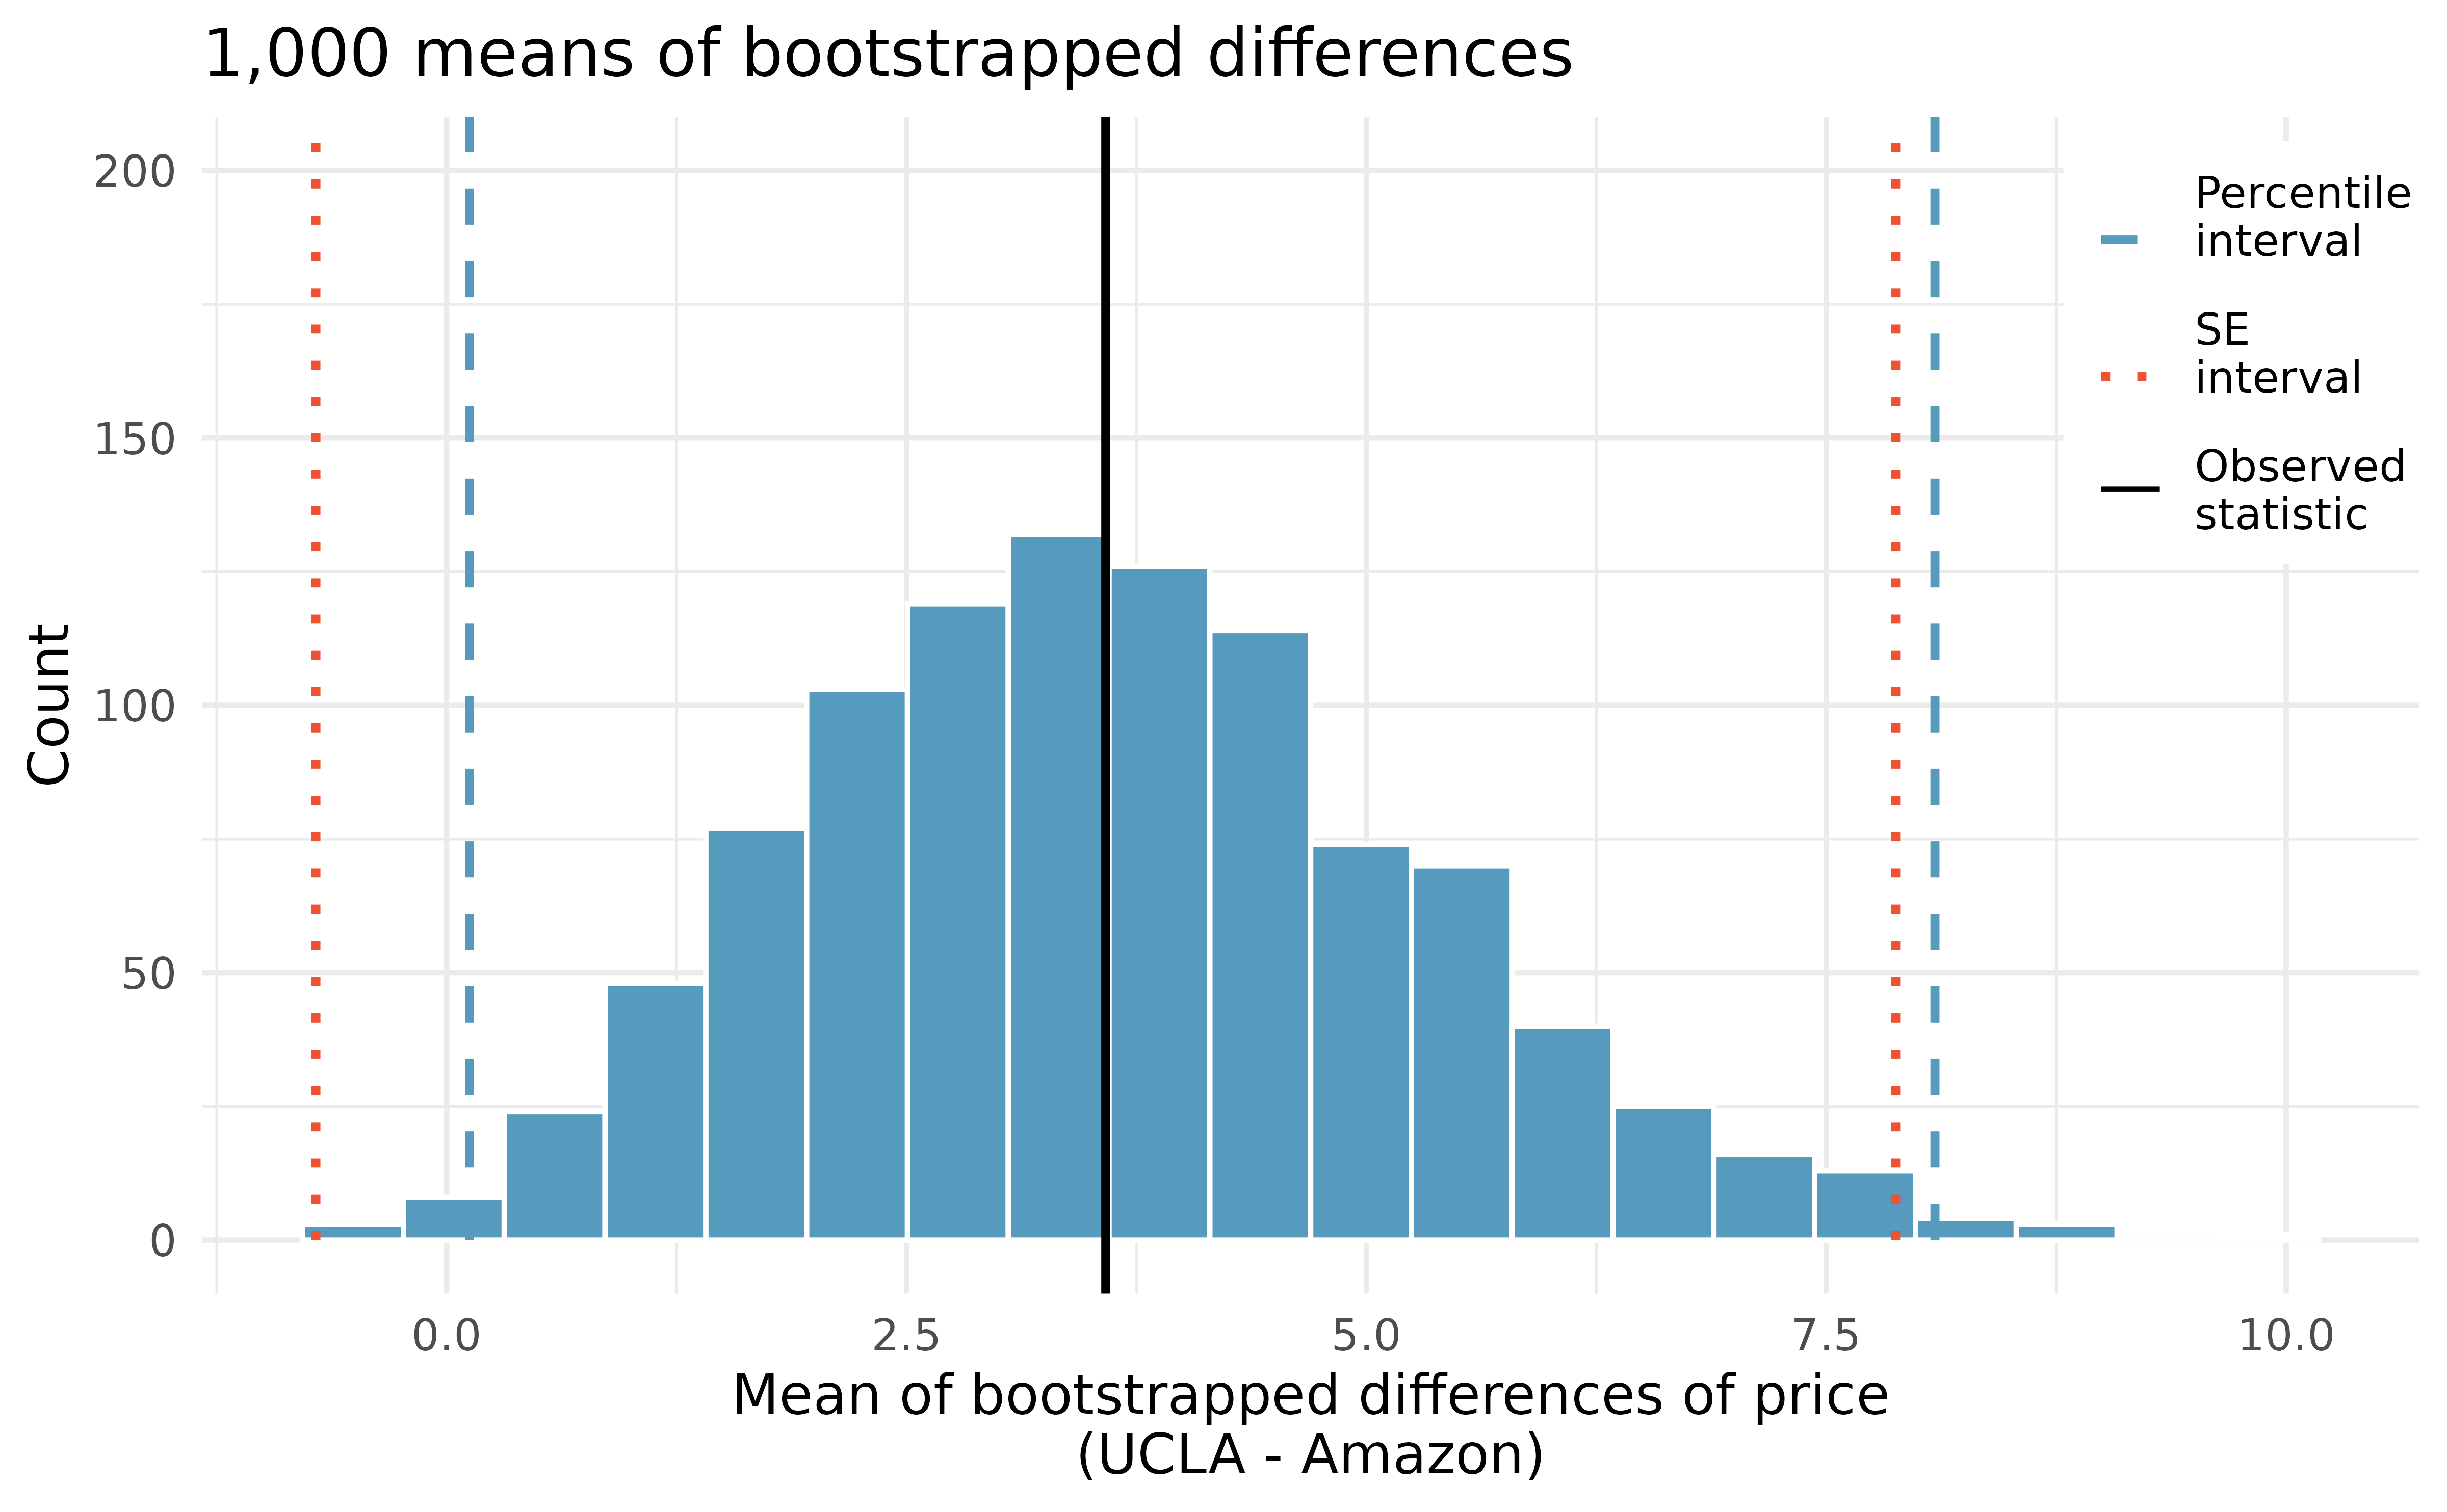 1,000 means of bootstrapped differences
200
150
100
50
0
Count
Percentile
interval
SE
interval
Observed
statistic
0.0 2.5 5.0 7.5 10.0
Mean of bootstrapped differences of price
(UCLA - Amazon)